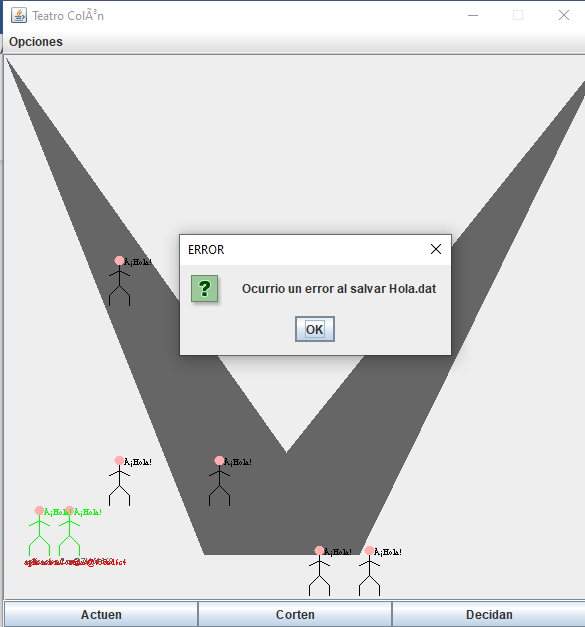 Teatro ColÃ³n
Opciones
Â¡Hola!
ERROR
Ocurrio un error al salvar Hola.dat
OK
Â¡Hola!
Â¡Hola!
Â¡Hola!
Â¡Hola!
Â¡Hola!
Â¡Hola!
Actuen
Corten
Decidan